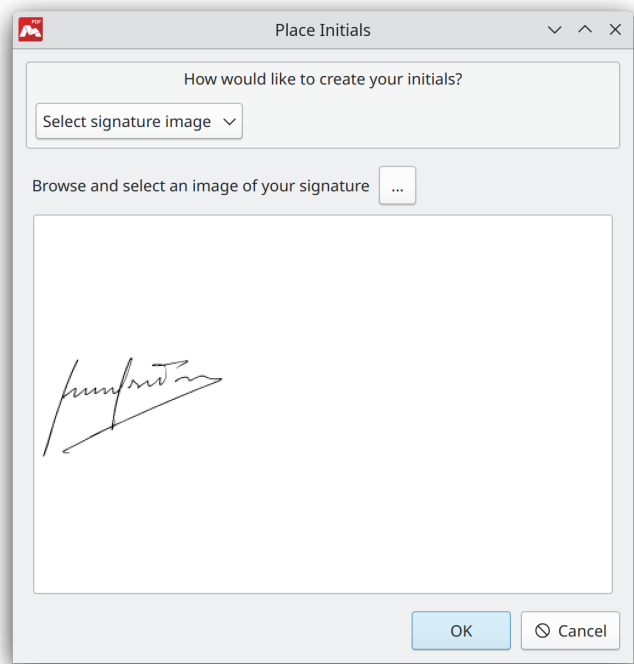 PDF
Place Initials
How would like to create your initials?
Select signature image
Browse and select an image of your signature
...
OK
Cancel